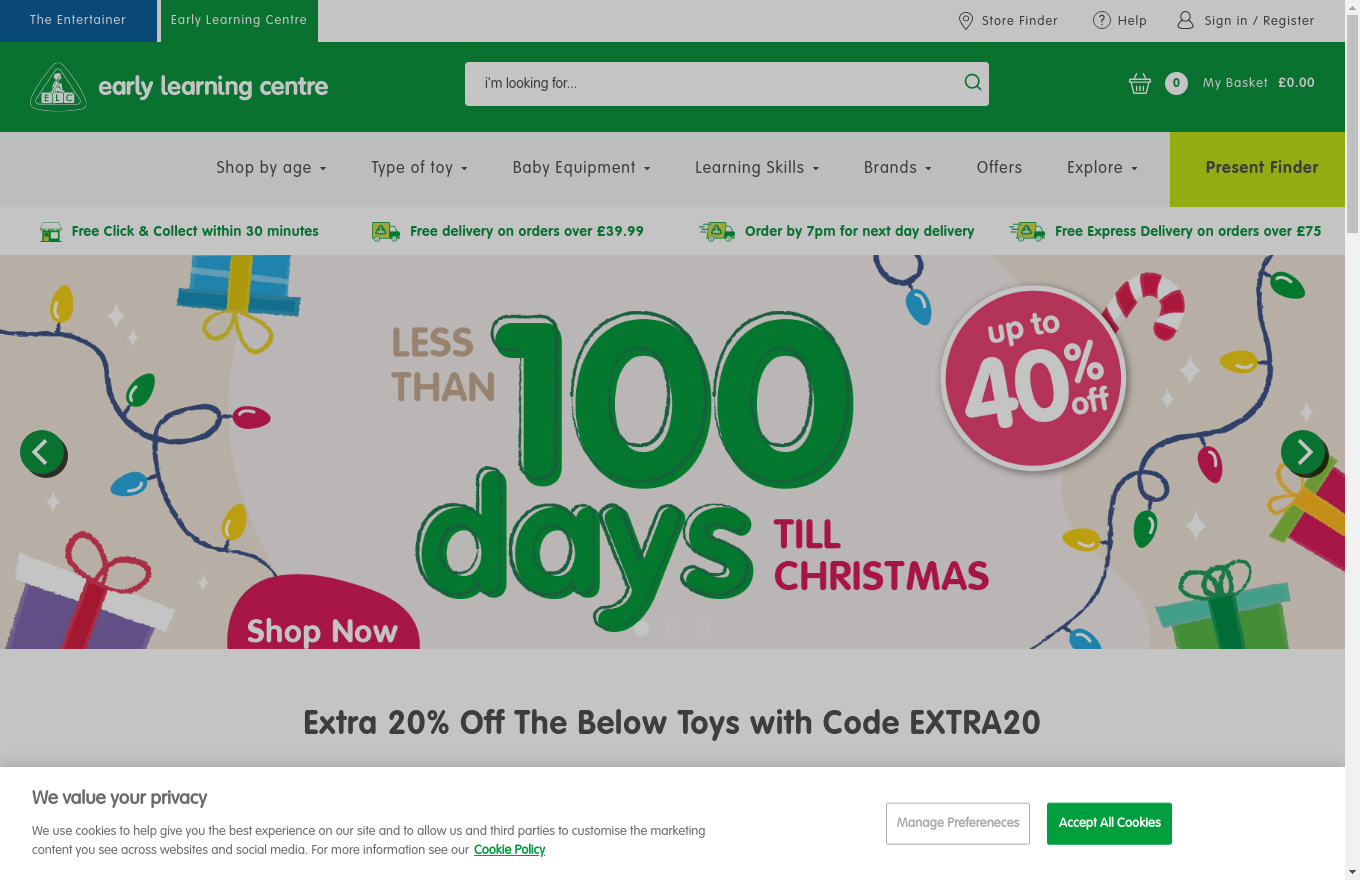 The Entertainer
Early Learning Centre
Store Finder
Help
Sign in / Register
ELC
early learning centre
i'm looking for...
0
My Basket £0.00
Shop by age
Type of toy
Baby Equipment
Learning Skills
Brands
Offers
Explore
Present Finder
Free Click & Collect within 30 minutes
Free delivery on orders over £39.99
Order by 7pm for next day delivery
Free Express Delivery on orders over £75
LESS
THAN
100
days
TILL
CHRISTMAS
up to
40%
off
Shop Now
Extra 20% Off The Below Toys with Code EXTRA20
We value your privacy
We use cookies to help give you the best experience on our site and to allow us and third parties to customise the marketing
content you see across websites and social media. For more information see our Cookie Policy
Manage Prefereneces
Accept All Cookies